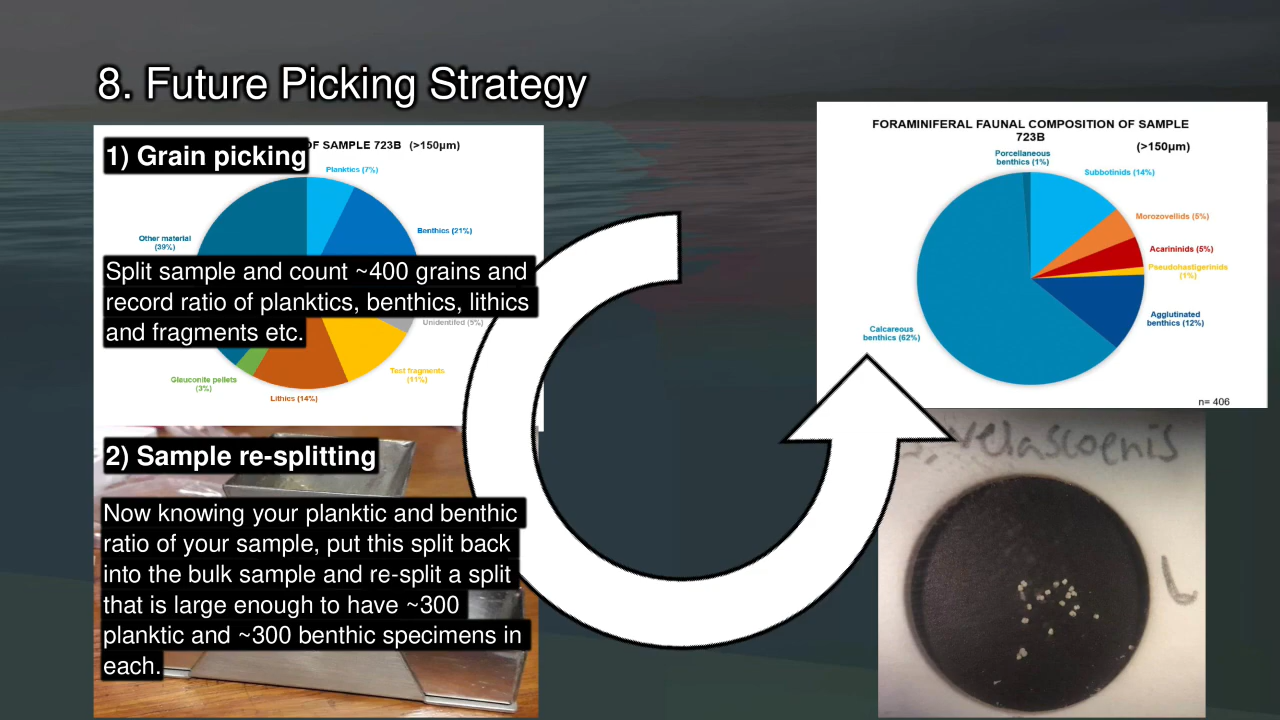 8. Future Picking Strategy
1) Grain picking
OF SAMPLE 723B (>150μm)
Planktics (7%)
Benthics (21%)
Other material
(39%)
Split sample and count ~400 grains and
record ratio of planktics, benthics, lithics
and fragments etc.
Unidentifed (5%)
Test fragments
(11%)
Glauconite pellets
(3%)
Lithics (14%)
2) Sample re-splitting
Now knowing your planktic and benthic
ratio of your sample, put this split back
into the bulk sample and re-split a split
that is large enough to have ~300
planktic and ~300 benthic specimens in
each.
FORAMINIFERAL FAUNAL COMPOSITION OF SAMPLE
723B
(>150μm)
Porcellaneous
benthics (1%)
Subbotinids (14%)
Morozovellids (5%)
Acarininids (5%)
Pseudohastigerinids
(1%)
Agglutinated
benthics (12%)
Calcareous
benthics (62%)
n= 406
velascoenis